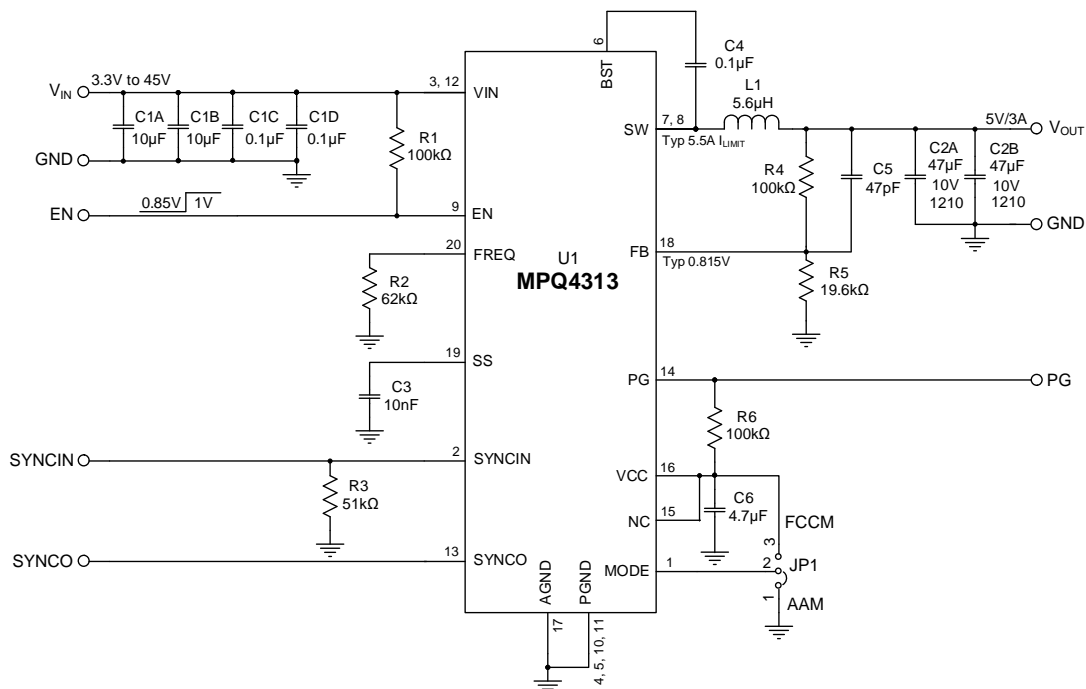 6
BST
C4
0.1µF
L1
5.6µH
VIN
3.3V to 45V
3, 12
VIN
C1A
10µF
C1B
10µF
C1C
0.1µF
C1D
0.1µF
R1
100kΩ
GND
SW
7, 8
Typ 5.5A ILIMIT
5V/3A
VOUT
R4
100kΩ
C5
47pF
C2A
47µF
10V
1210
C2B
47µF
10V
1210
GND
EN
0.85V
1V
9
EN
20
FREQ
R2
62kΩ
U1
MPQ4313
FB
18
Typ 0.815V
R5
19.6kΩ
19
SS
C3
10nF
PG
14
PG
R6
100kΩ
SYNCIN
2
SYNCIN
R3
51kΩ
VCC
16
NC
15
C6
4.7µF
FCCM
3
2
JP1
1
AAM
MODE
1
SYNCO
13
SYNCO
AGND
PGND
17
4, 5, 10, 11